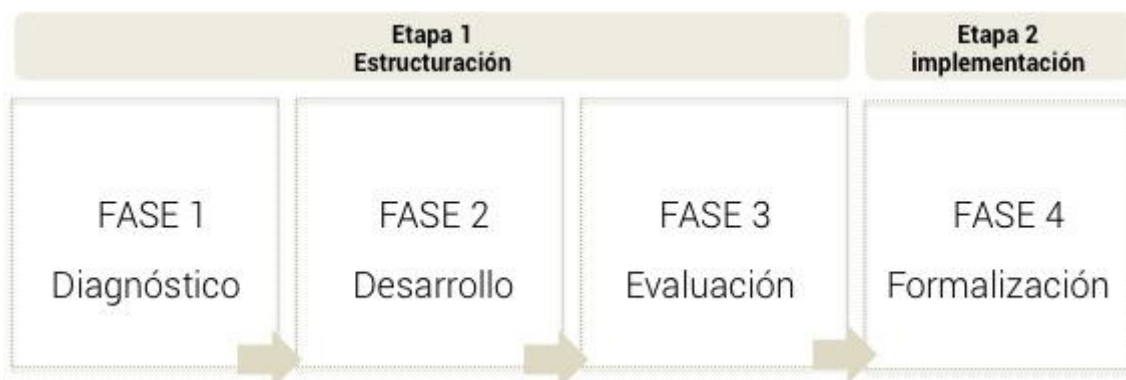 Etapa 1
Estructuración
Etapa 2
implementación
FASE 1
Diagnóstico
FASE 2
Desarrollo
FASE 3
Evaluación
FASE 4
Formalización